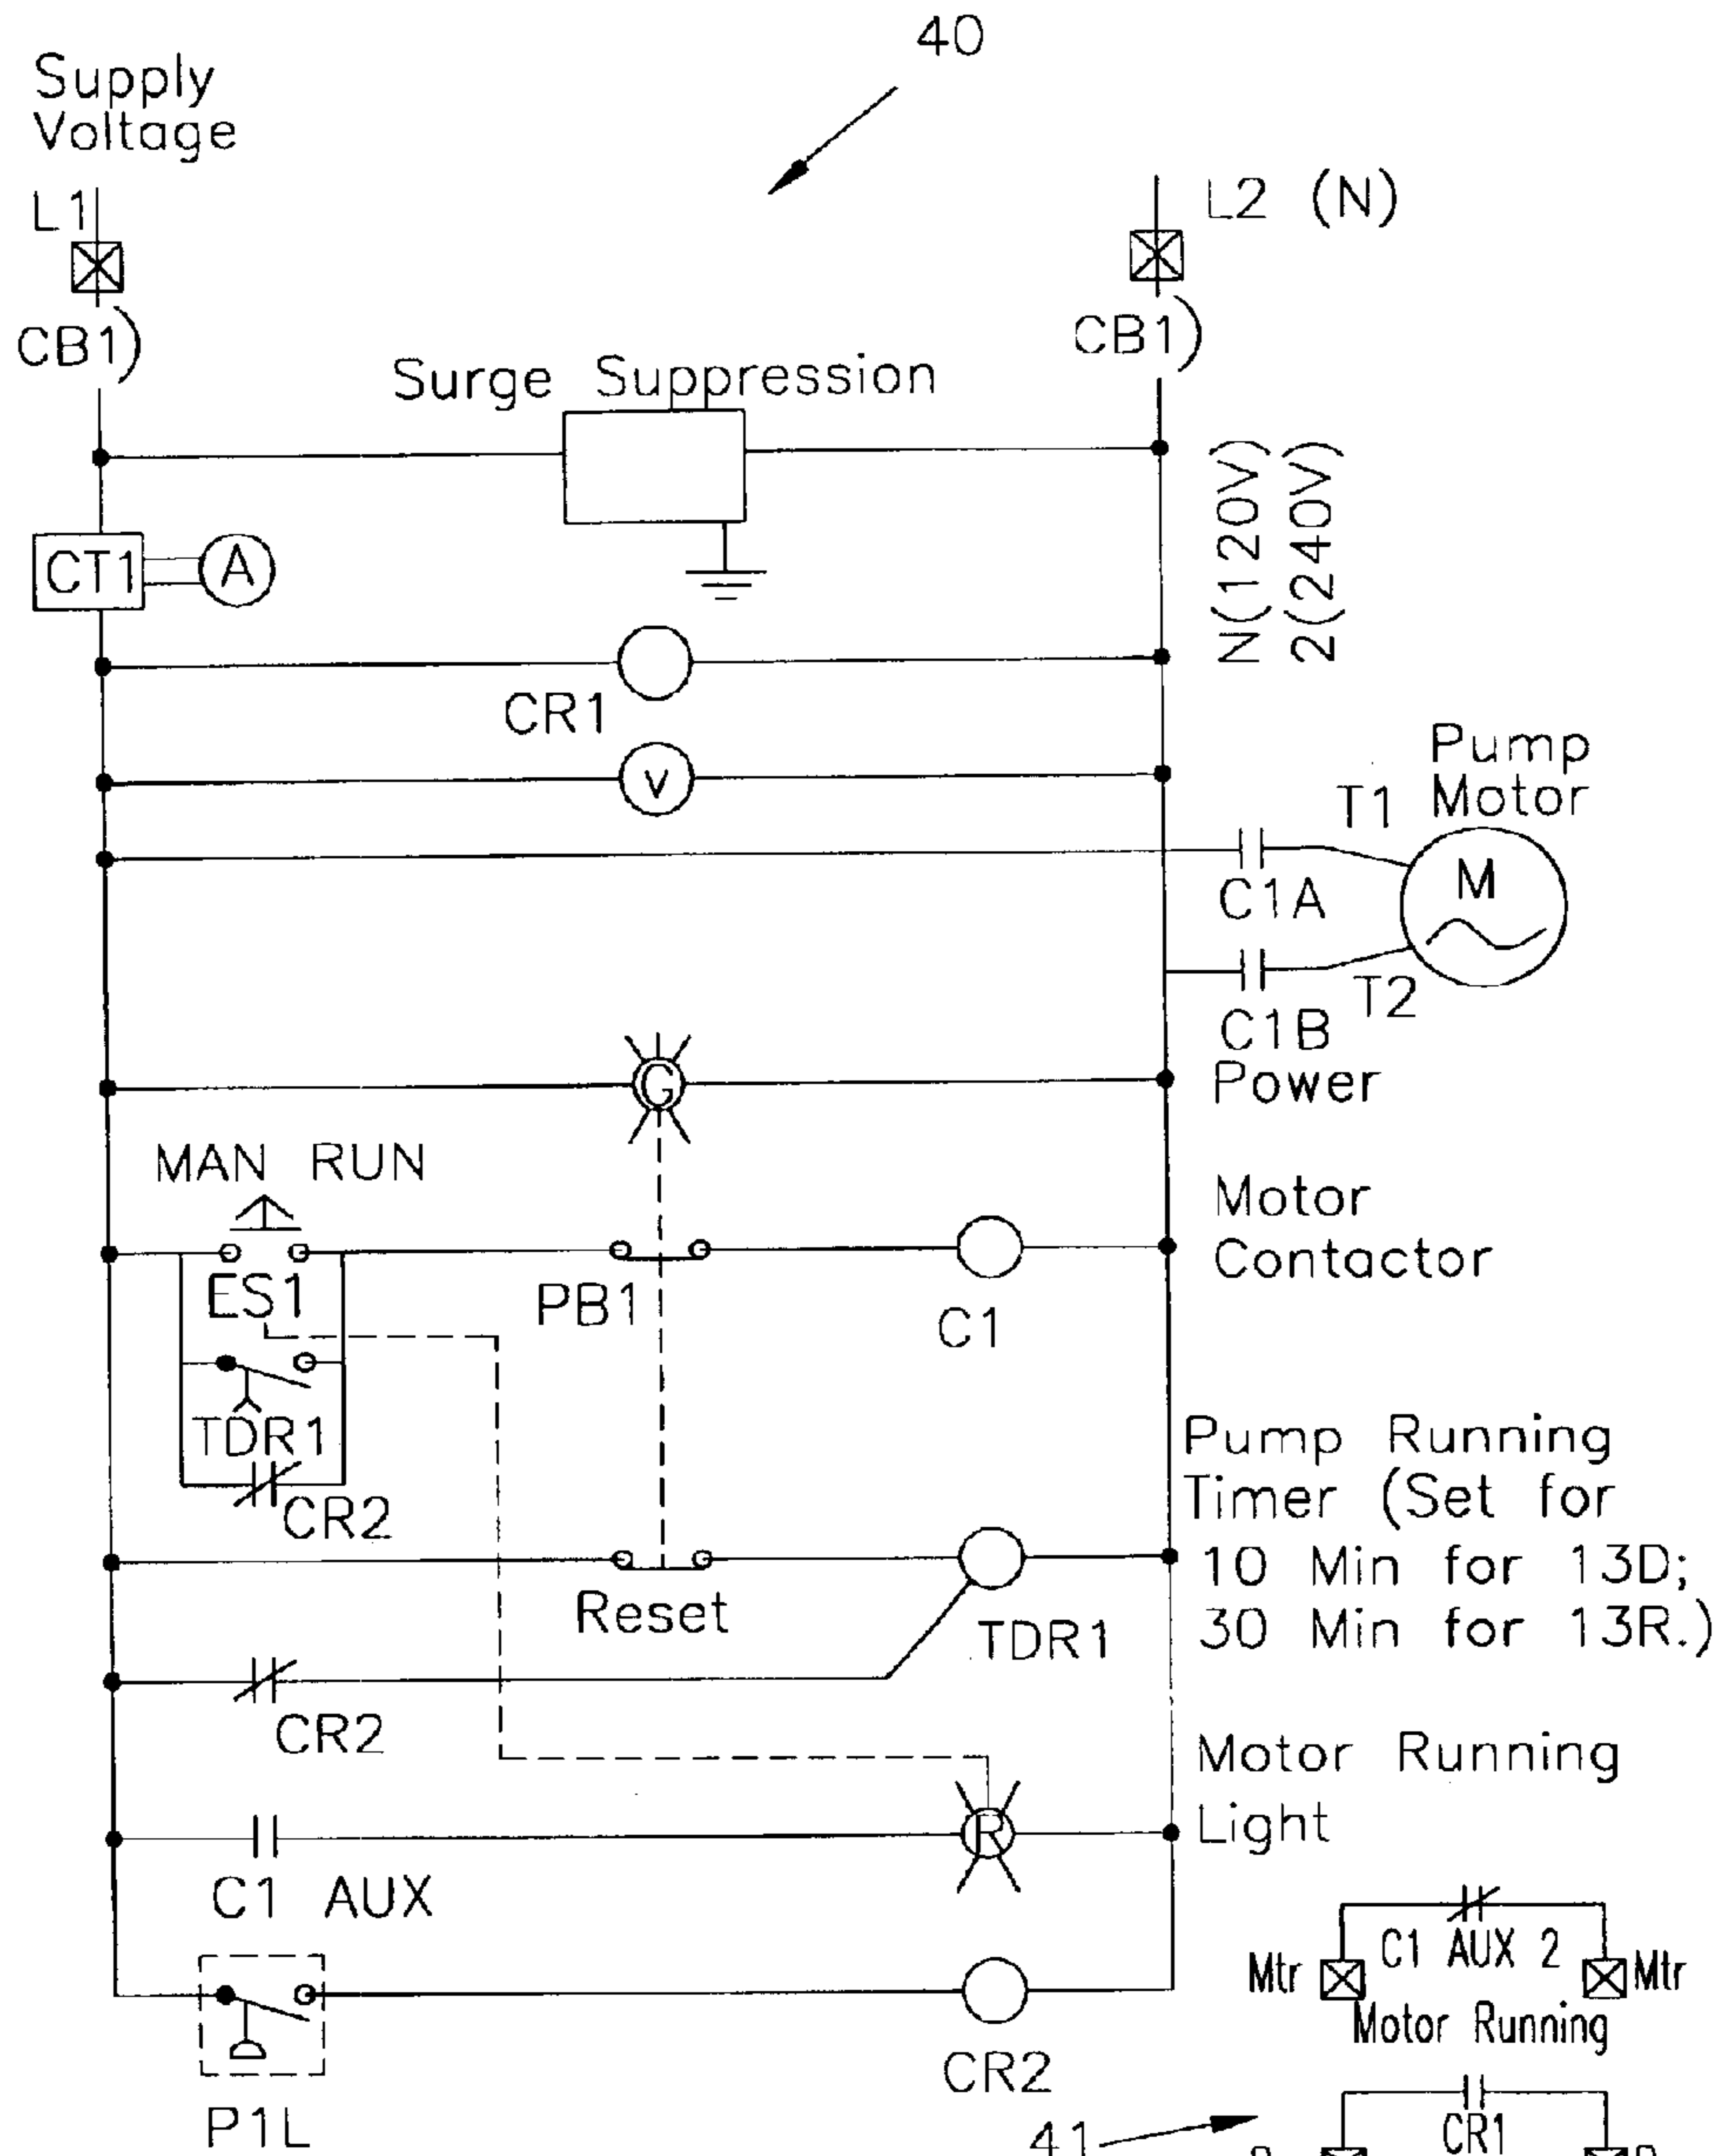 40
Supply
Voltage
L1
L2 (N)
CB1)
CB1)
Surge Suppression
N(120V)
2(240V)
CT1
A
CR1
V
Pump
Motor
T1
M
C1A
T2
C1B
Power
G
MAN RUN
Motor
Contactor
ES1
PB1
C1
TDR1
CR2
Pump Running
Timer (Set for
10 Min for 13D;
30 Min for 13R.)
Reset
TDR1
CR2
Motor Running
Light
R
C1 AUX
C1 AUX 2
Mtr
Mtr
Motor Running
CR2
P1L
41
CR1